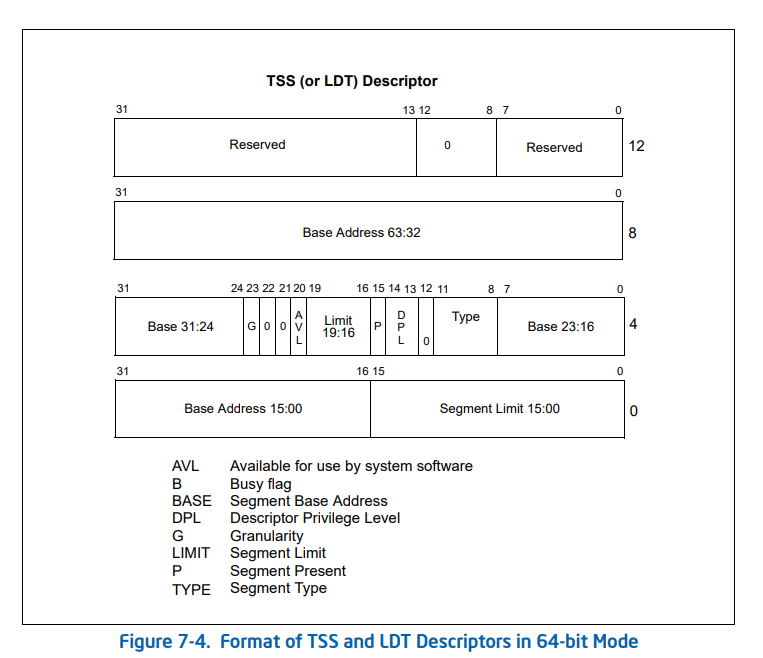 TSS (or LDT) Descriptor
31 13 12 8 7 0
Reserved 0 Reserved 12
31 0
Base Address 63:32 8
31 24 23 22 21 20 19 16 15 14 13 12 11 8 7 0
Base 31:24 G 0 0 AVL Limit 19:16 P DPL 0 Type Base 23:16 4
31 16 15 0
Base Address 15:00 Segment Limit 15:00 0
AVL Available for use by system software
B Busy flag
BASE Segment Base Address
DPL Descriptor Privilege Level
G Granularity
LIMIT Segment Limit
P Segment Present
TYPE Segment Type
Figure 7-4. Format of TSS and LDT Descriptors in 64-bit Mode